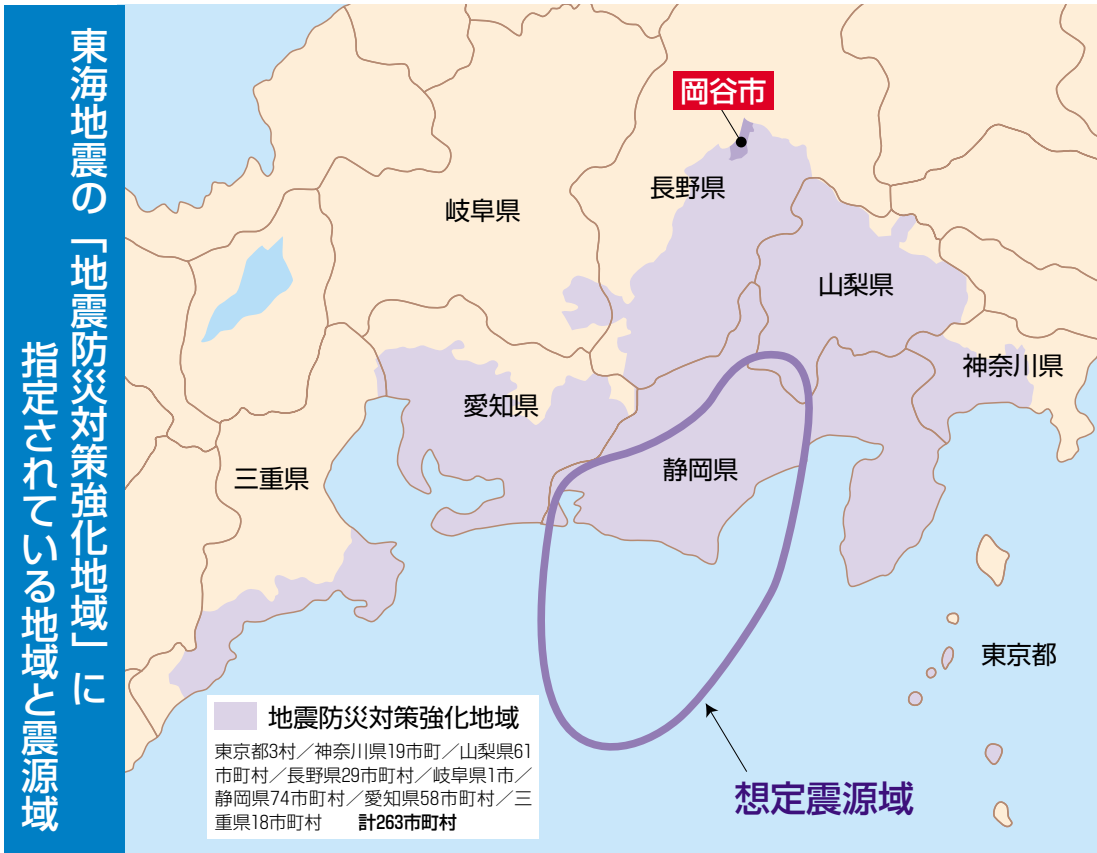 東海地震の「地震防災対策強化地域」に
指定されている地域と震源域
岡谷市
長野県
岐阜県
山梨県
神奈川県
愛知県
静岡県
三重県
東京都
地震防災対策強化地域
東京都3村／神奈川県19市町／山梨県61
市町村／長野県29市町村／岐阜県1市／
静岡県74市町村／愛知県58市町村／三
重県18市町村　計263市町村
想定震源域